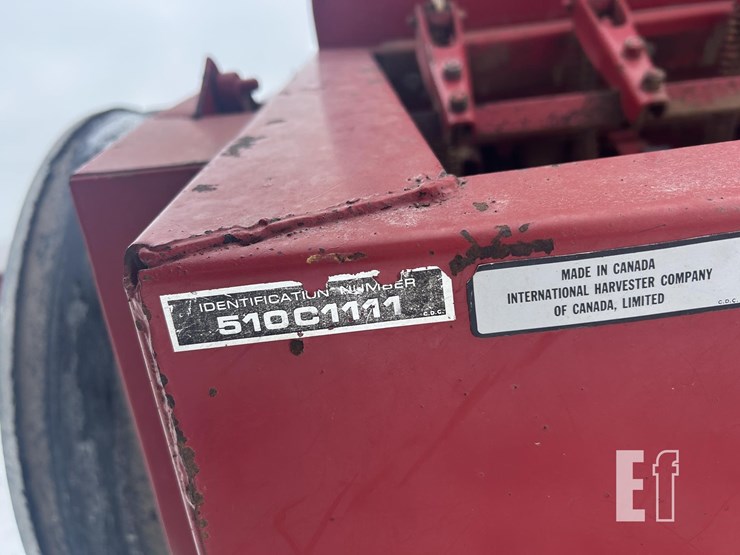 IDENTIFICATION NUMBER
510C1111
C.D.C.
MADE IN CANADA
INTERNATIONAL HARVESTER COMPANY
OF CANADA, LIMITED
C.D.C.
Ef